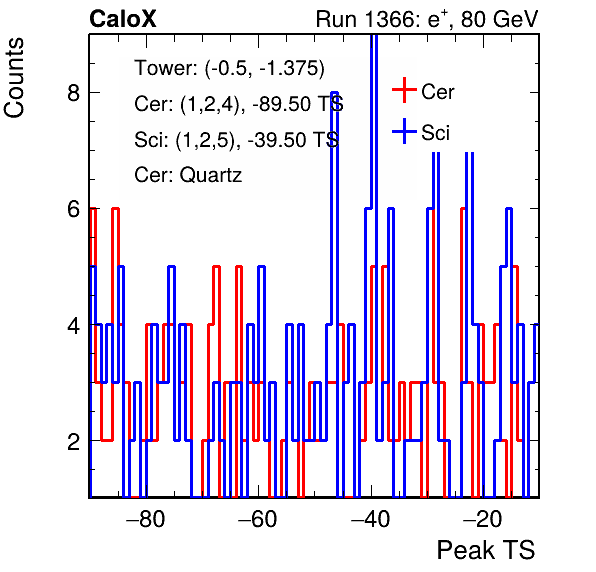 CaloX
Run 1366: e+, 80 GeV
Counts
Tower: (-0.5, -1.375)
Cer: (1,2,4), -89.50 TS
Sci: (1,2,5), -39.50 TS
Cer: Quartz
Cer
Sci
8
6
4
2
−80
−60
−40
−20
Peak TS